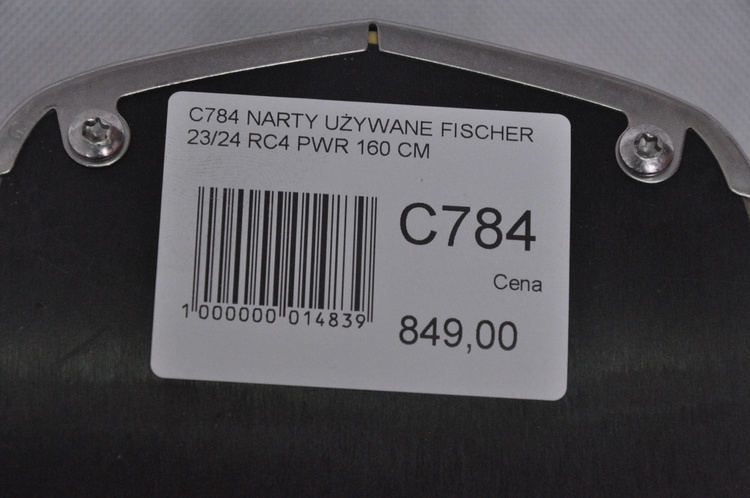 C784 NARTY UŻYWANE FISCHER
23/24 RC4 PWR 160 CM
C784
Cena
849,00
1 000000 014839